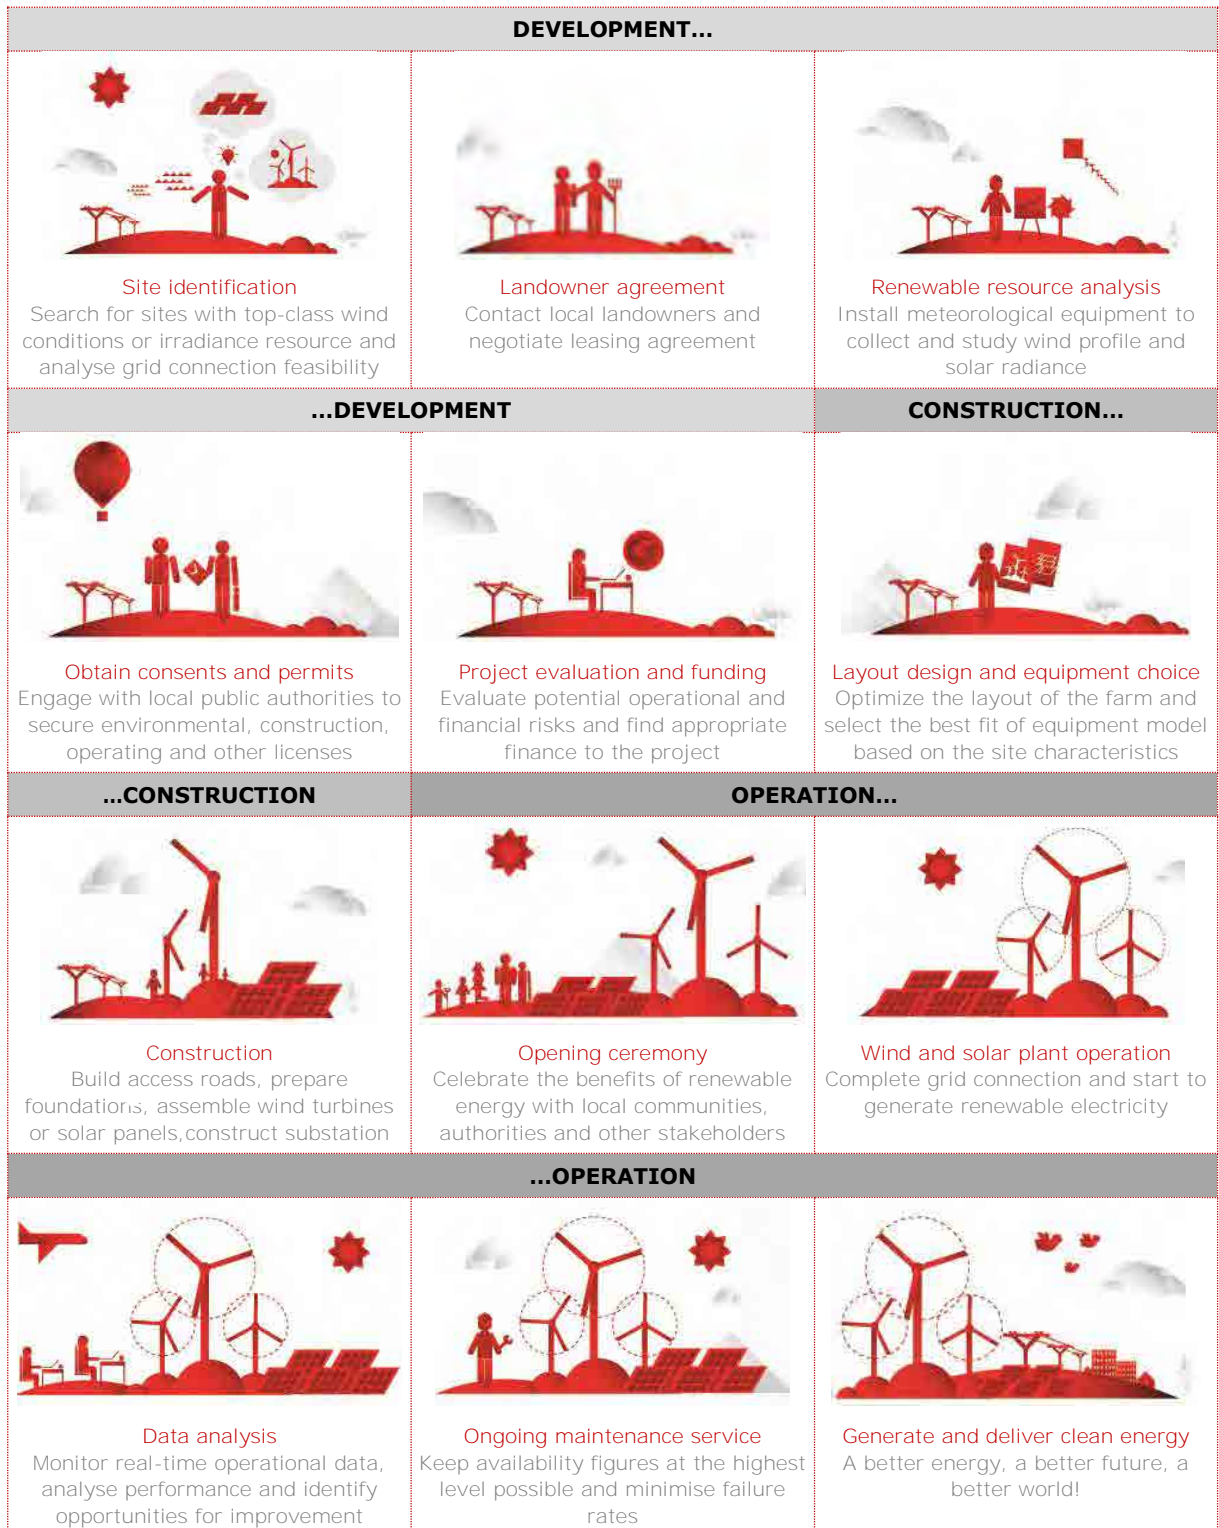 DEVELOPMENT...
Site identification
Search for sites with top-class wind
conditions or irradiance resource and
analyse grid connection feasibility
Landowner agreement
Contact local landowners and
negotiate leasing agreement
Renewable resource analysis
Install meteorological equipment to
collect and study wind profile and
solar radiance
...DEVELOPMENT
CONSTRUCTION...
Obtain consents and permits
Engage with local public authorities to
secure environmental, construction,
operating and other licenses
Project evaluation and funding
Evaluate potential operational and
financial risks and find appropriate
finance to the project
Layout design and equipment choice
Optimize the layout of the farm and
select the best fit of equipment model
based on the site characteristics
...CONSTRUCTION
OPERATION...
Construction
Build access roads, prepare
foundations, assemble wind turbines
or solar panels,construct substation
Opening ceremony
Celebrate the benefits of renewable
energy with local communities,
authorities and other stakeholders
Wind and solar plant operation
Complete grid connection and start to
generate renewable electricity
...OPERATION
Data analysis
Monitor real-time operational data,
analyse performance and identify
opportunities for improvement
Ongoing maintenance service
Keep availability figures at the highest
level possible and minimise failure
rates
Generate and deliver clean energy
A better energy, a better future, a
better world!